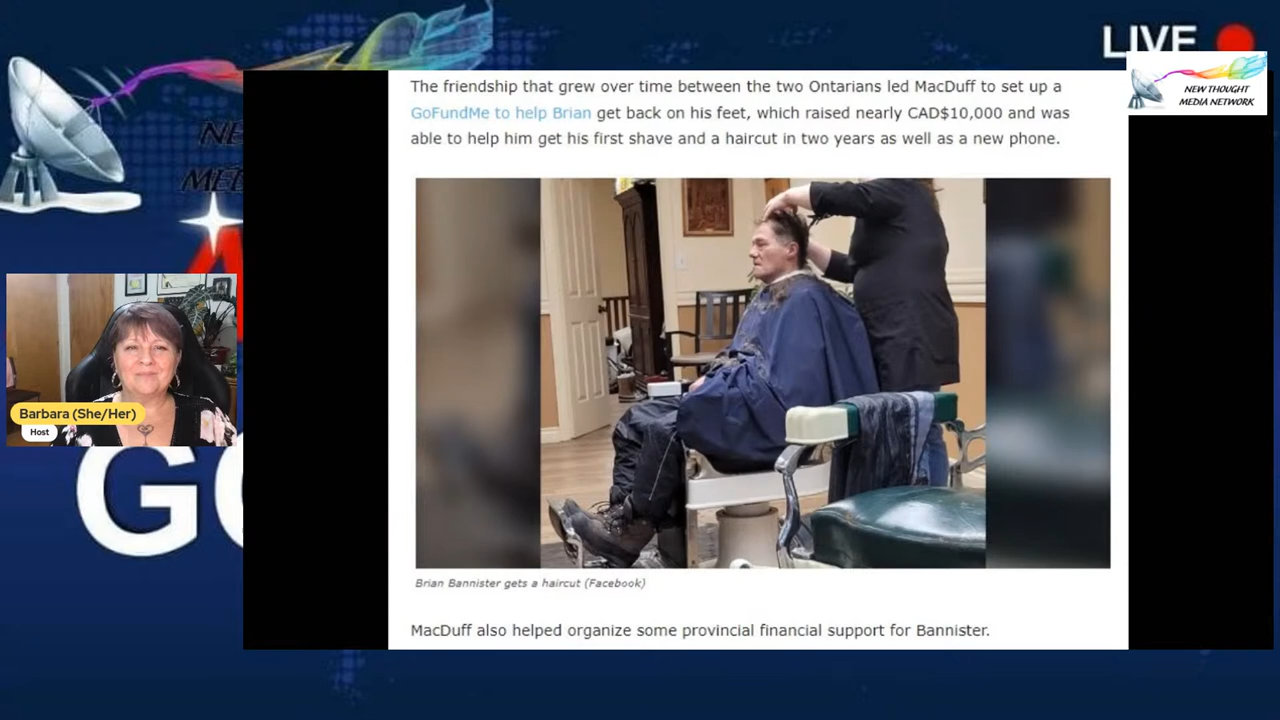 LIVE
NEW THOUGHT
MEDIA NETWORK
The friendship that grew over time between the two Ontarians led MacDuff to set up a
GoFundMe to help Brian get back on his feet, which raised nearly CAD$10,000 and was
able to help him get his first shave and a haircut in two years as well as a new phone.
NE
MED
Barbara (She/Her)
Host
Brian Bannister gets a haircut (Facebook)
MacDuff also helped organize some provincial financial support for Bannister.